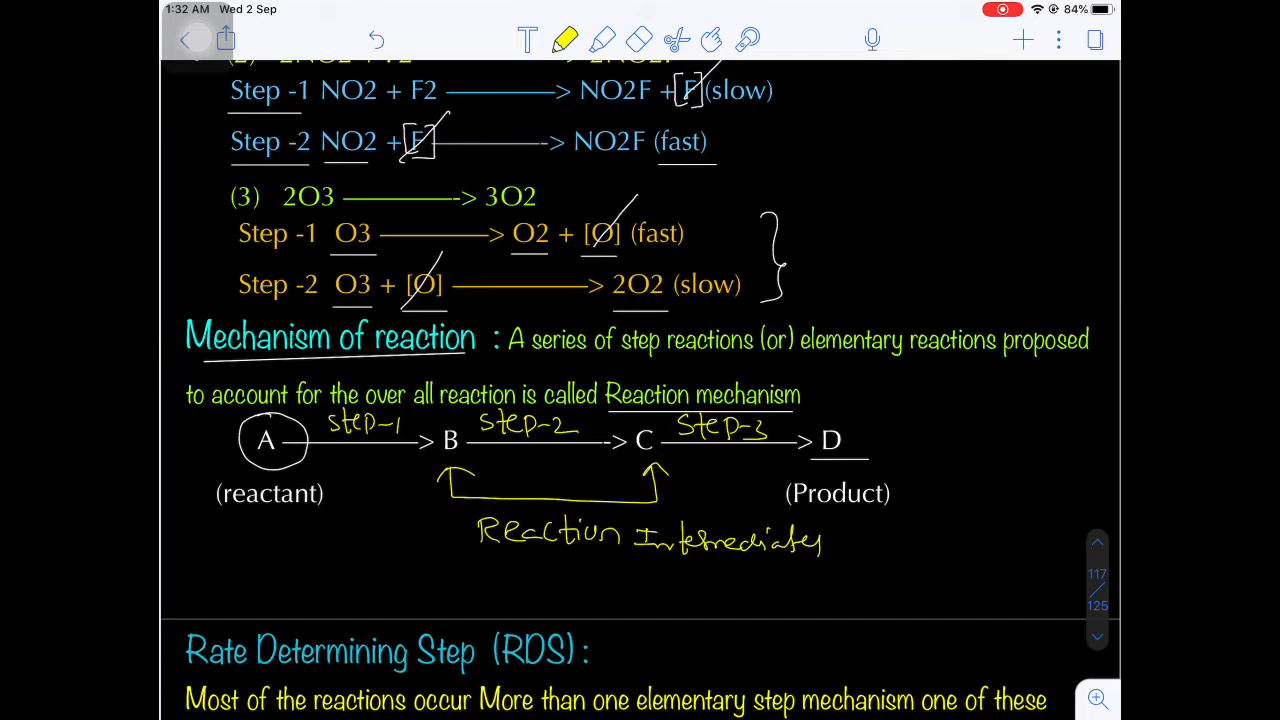 1:32 AM Wed 2 Sep 84%
Step -1 NO2 + F2 ————> NO2F + [F] (slow)
Step -2 NO2 + [F] ————-> NO2F (fast)
(3) 2O3 ————-> 3O2
Step -1 O3 ————> O2 + [O] (fast)
Step -2 O3 + [O] ————> 2O2 (slow)
Mechanism of reaction : A series of step reactions (or) elementary reactions proposed
to account for the over all reaction is called Reaction mechanism
Step-1 Step-2 Step-3
A ————> B ————-> C ————> D
(reactant) (Product)
Reaction Intermediates
117
125
Rate Determining Step (RDS) :
Most of the reactions occur More than one elementary step mechanism one of these